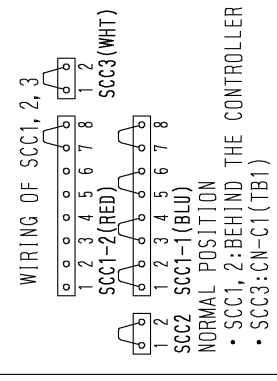 WIRING OF SCC1, 2, 3
1 2 3 4 5 6 7 8
SCC1-2(RED)
1 2
SCC3(WHT)
1 2
SCC2
1 2 3 4 5 6 7 8
SCC1-1(BLU)
NORMAL POSITION
• SCC1, 2:BEHIND THE CONTROLLER
• SCC3:CN-C1(TB1)